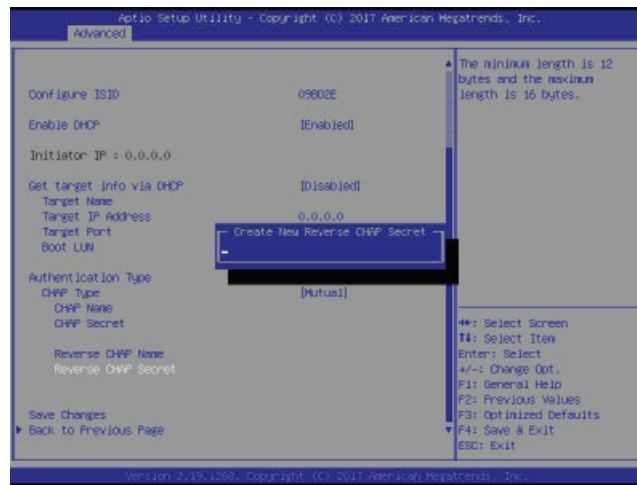 Aptio Setup Utility - Copyright (C) 2017 American Megatrends, Inc.
Advanced
Configure ISID 09802E
Enable DHCP [Enabled]
Initiator IP : 0.0.0.0
Get target info via DHCP [Disabled]
Target Name
Target IP Address 0.0.0.0
Target Port
Boot LUN
Create New Reverse CHAP Secret
Authentication Type
CHAP Type [Mutual]
CHAP Name
CHAP Secret
Reverse CHAP Name
Reverse CHAP Secret
Save Changes
Back to Previous Page
The minimum length is 12
bytes and the maximum
length is 16 bytes.
: Select Screen
: Select Item
Enter: Select
+/-: Change Opt.
F1: General Help
F2: Previous Values
F3: Optimized Defaults
F4: Save & Exit
ESC: Exit
Version 2.19.1268. Copyright (C) 2017 American Megatrends, Inc.